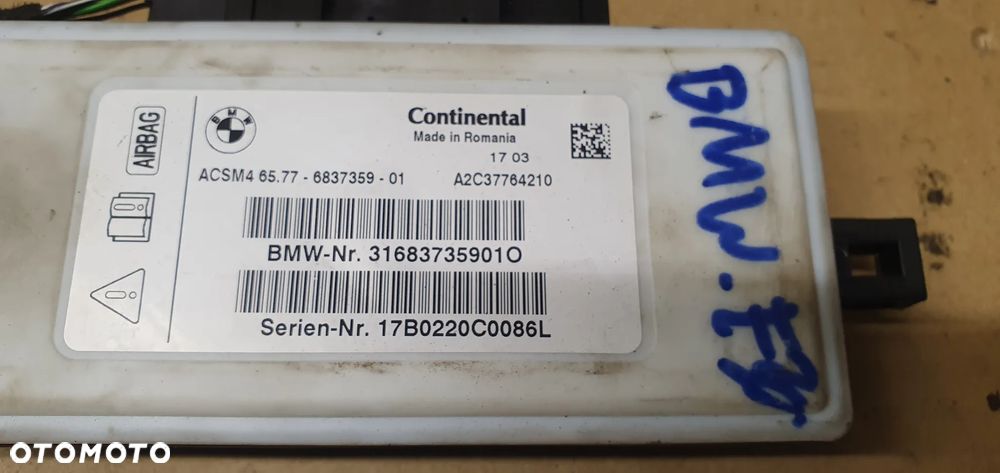 AIRBAG
BMW
Continental
Made in Romania
17 03
ACSM4 65.77 - 6837359 - 01 A2C37764210
BMW-Nr. 31683735901O
Serien-Nr. 17B0220C0086L
BMW.
OTOMOTO